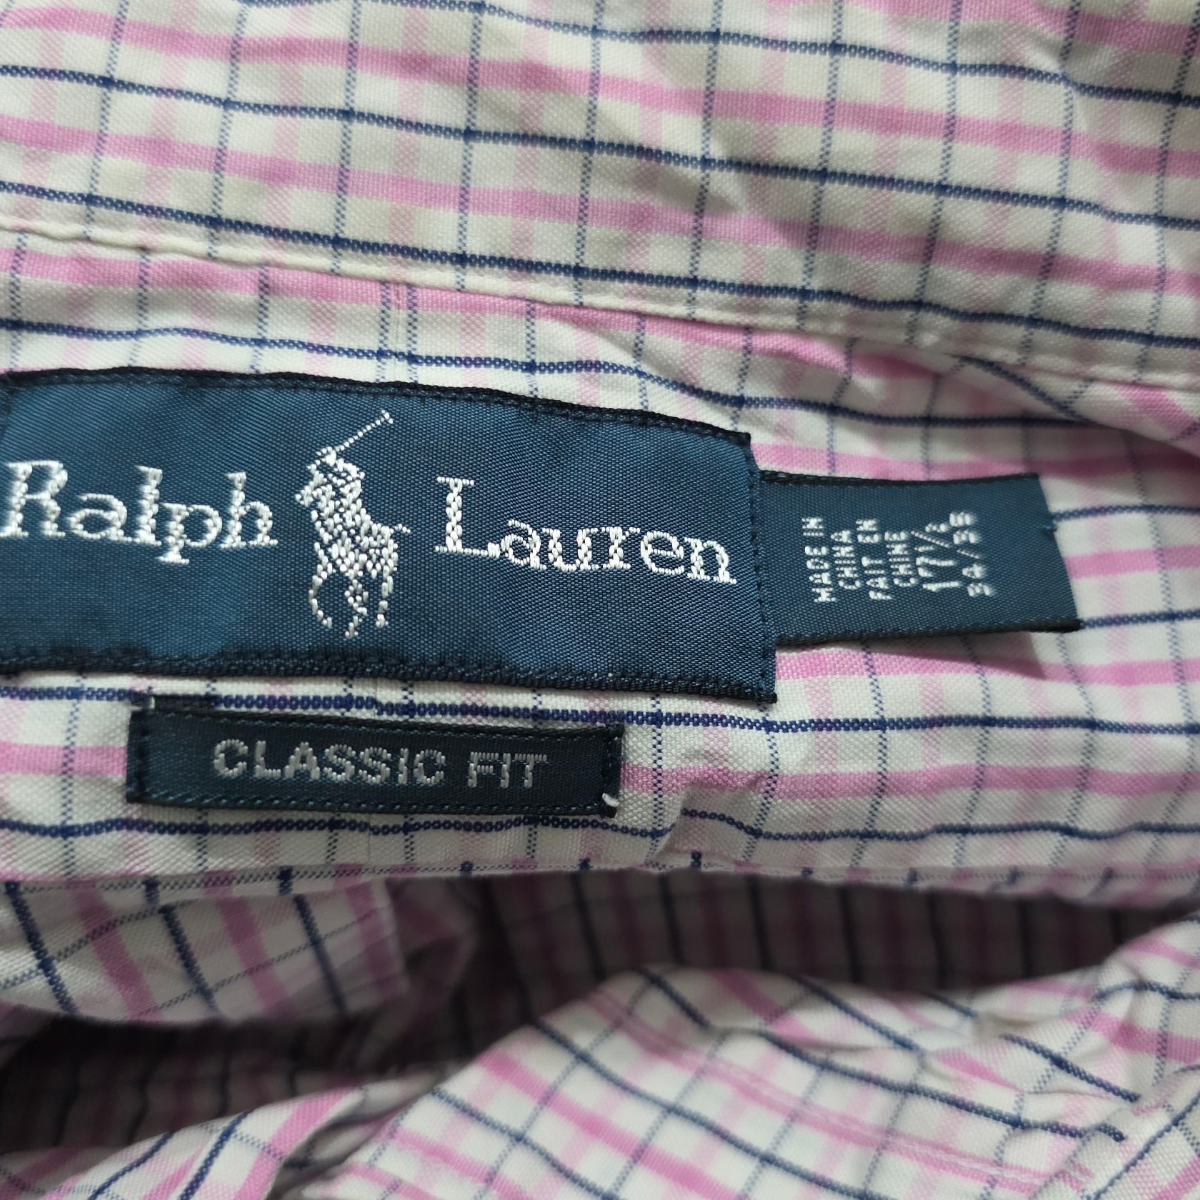 Ralph Lauren
MADE IN
CHINA
FAIT EN
CHINE
17½
34/35
CLASSIC FIT